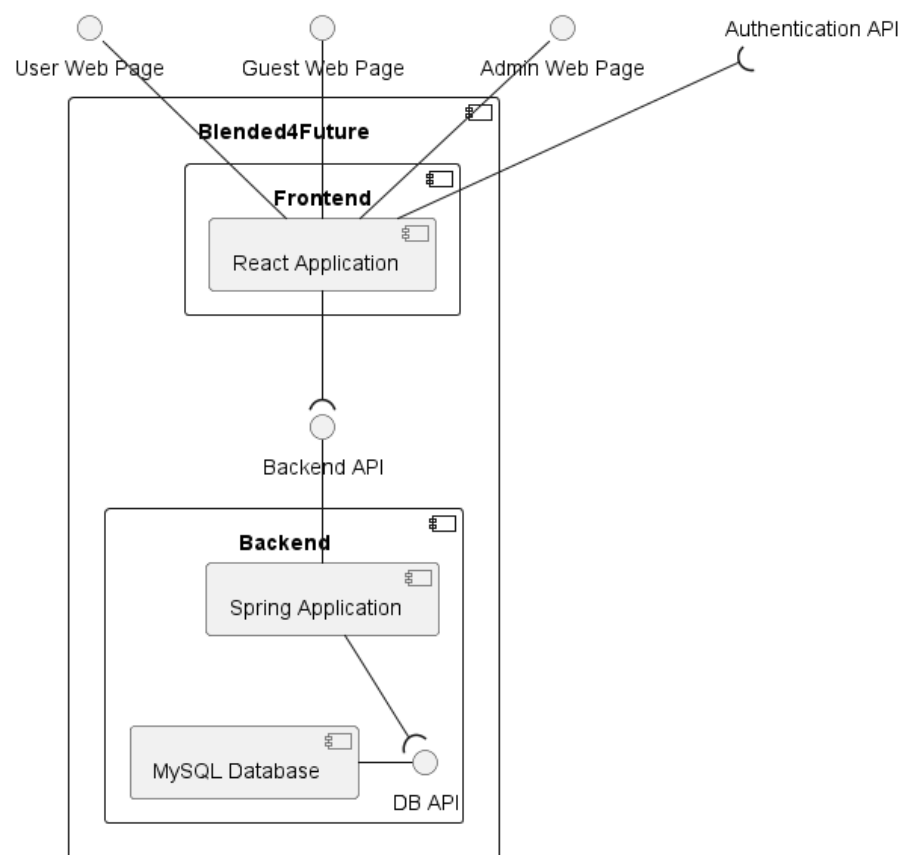 Authentication API
User Web Page
Guest Web Page
Admin Web Page
Blended4Future
Frontend
React Application
Backend API
Backend
Spring Application
MySQL Database
DB API